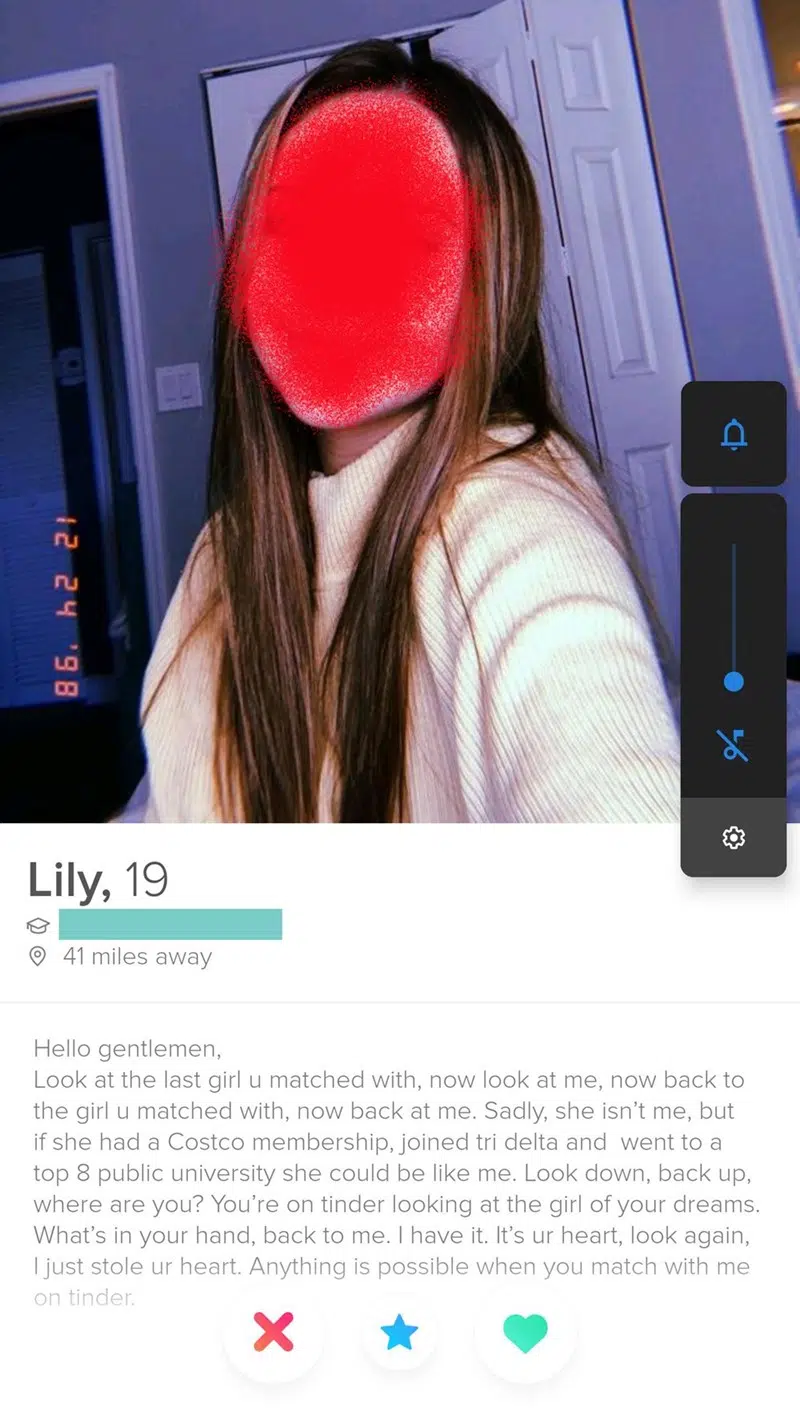 12 24 '98
Lily, 19
41 miles away
Hello gentlemen,
Look at the last girl u matched with, now look at me, now back to
the girl u matched with, now back at me. Sadly, she isn’t me, but
if she had a Costco membership, joined tri delta and  went to a
top 8 public university she could be like me. Look down, back up,
where are you? You’re on tinder looking at the girl of your dreams.
What’s in your hand, back to me. I have it. It’s ur heart, look again,
I just stole ur heart. Anything is possible when you match with me
on tinder.